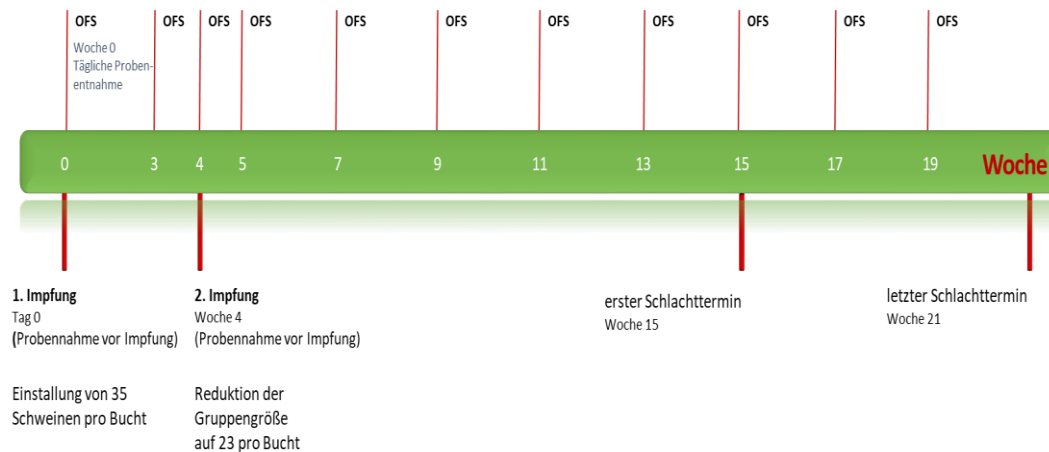 OFS OFS OFS OFS OFS OFS OFS OFS OFS OFS OFS
Woche 0
Tägliche Proben-
entnahme
0 3 4 5 7 9 11 13 15 17 19 Woche
1. Impfung
Tag 0
(Probennahme vor Impfung)
2. Impfung
Woche 4
(Probennahme vor Impfung)
erster Schlachttermin
Woche 15
letzter Schlachttermin
Woche 21
Einstallung von 35
Schweinen pro Bucht
Reduktion der
Gruppengröße
auf 23 pro Bucht